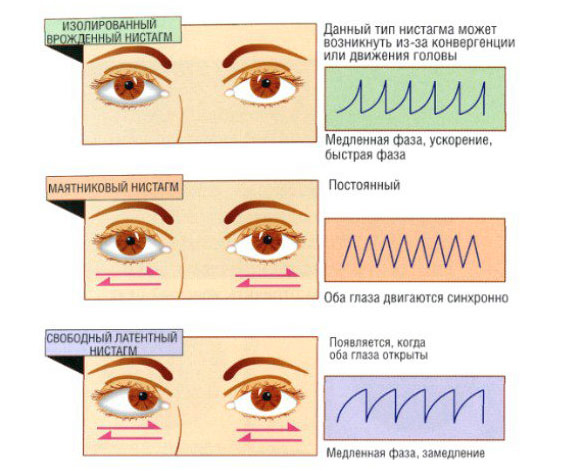 ИЗОЛИРОВАННЫЙ
ВРОЖДЕННЫЙ НИСТАГМ
Данный тип нистагма может
возникнуть из-за конвергенции
или движения головы
Медленная фаза, ускорение,
быстрая фаза
МАЯТНИКОВЫЙ НИСТАГМ
Постоянный
Оба глаза двигаются синхронно
СВОБОДНЫЙ ЛАТЕНТНЫЙ
НИСТАГМ
Появляется, когда
оба глаза открыты
Медленная фаза, замедление